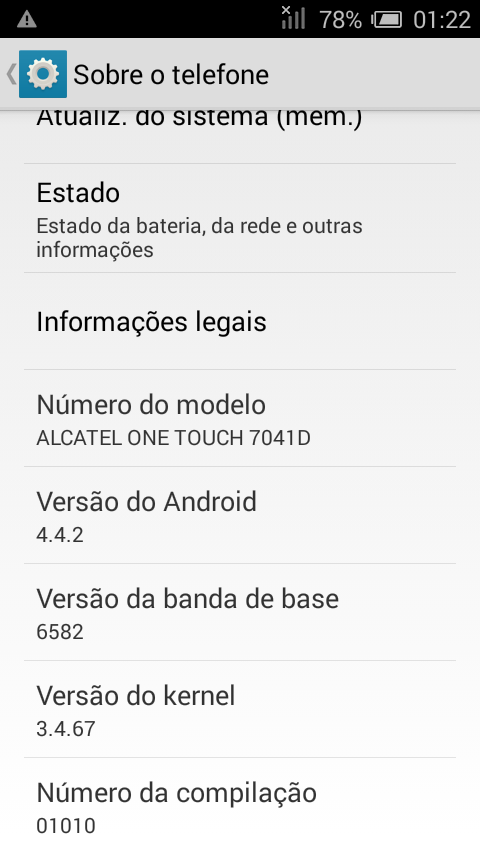 78% 01:22
Sobre o telefone
Atualiz. do sistema (mem.)
Estado
Estado da bateria, da rede e outras
informações
Informações legais
Número do modelo
ALCATEL ONE TOUCH 7041D
Versão do Android
4.4.2
Versão da banda de base
6582
Versão do kernel
3.4.67
Número da compilação
01010